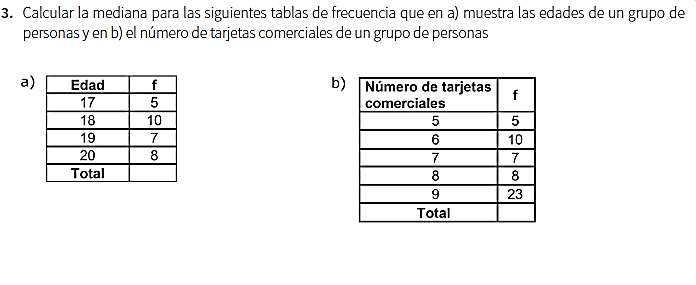 3. Calcular la mediana para las siguientes tablas de frecuencia que en a) muestra las edades de un grupo de
personas y en b) el número de tarjetas comerciales de un grupo de personas
a)
Edad f
17 5
18 10
19 7
20 8
Total
b)
Número de tarjetas
comerciales f
5 5
6 10
7 7
8 8
9 23
Total